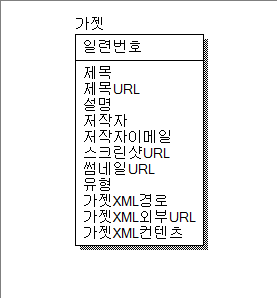 가젯
일련번호
제목
제목URL
설명
저작자
저작자이메일
스크린샷URL
썸네일URL
유형
가젯XML경로
가젯XML외부URL
가젯XML컨텐츠